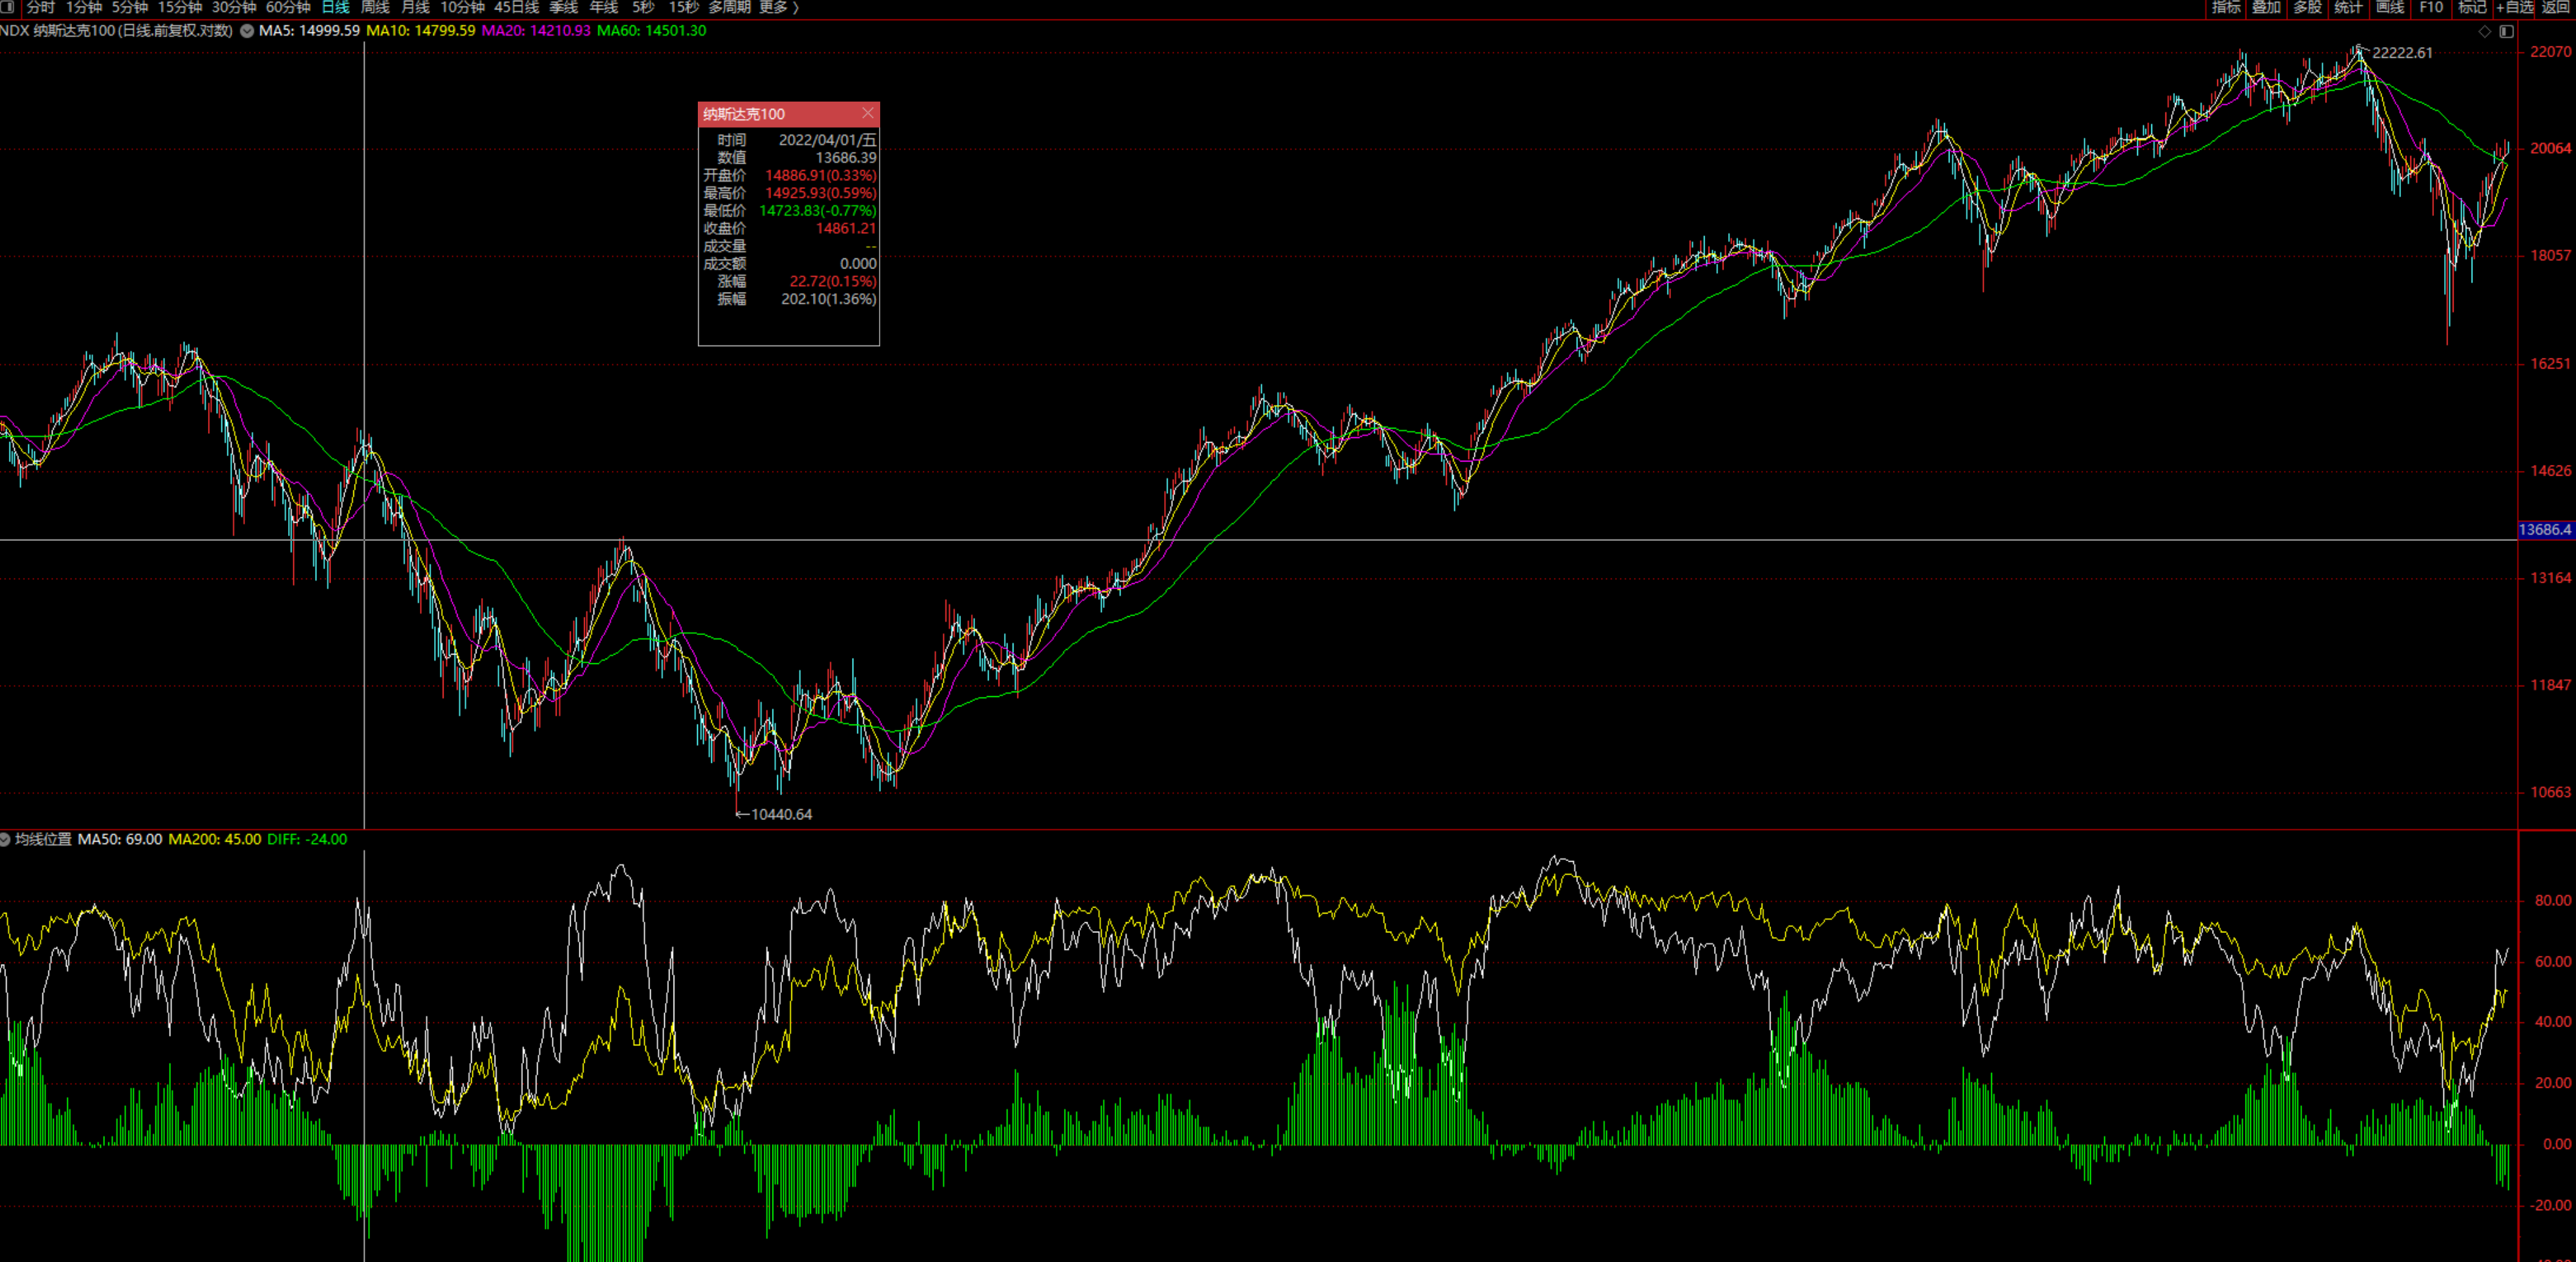 分时 1分钟 5分钟 15分钟 30分钟 60分钟 日线 周线 月线 10分钟 45日线 季线 年线 5秒 15秒 多周期 更多 〉 指标 叠加 多股 统计 画线 F10 标记 +自选 返回
NDX 纳斯达克100(日线.前复权.对数) MA5: 14999.59 MA10: 14799.59 MA20: 14210.93 MA60: 14501.30
22222.61
22070
纳斯达克100
时间 2022/04/01/五
数值 13686.39
开盘价 14886.91(0.33%)
最高价 14925.93(0.59%)
最低价 14723.83(-0.77%)
收盘价 14861.21
成交量 --
成交额 0.000
涨幅 22.72(0.15%)
振幅 202.10(1.36%)
20064
18057
16251
14626
13686.4
13164
11847
10663
10440.64
均线位置 MA50: 69.00 MA200: 45.00 DIFF: -24.00
80.00
60.00
40.00
20.00
0.00
-20.00